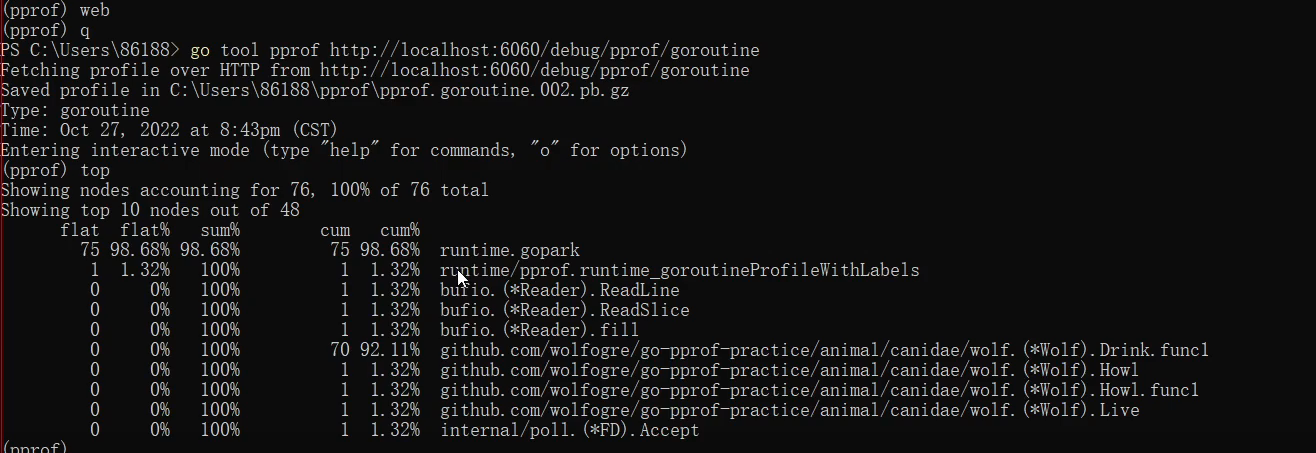 (pprof) web
(pprof) q
PS C:\Users\86188> go tool pprof http://localhost:6060/debug/pprof/goroutine
Fetching profile over HTTP from http://localhost:6060/debug/pprof/goroutine
Saved profile in C:\Users\86188\pprof\pprof.goroutine.002.pb.gz
Type: goroutine
Time: Oct 27, 2022 at 8:43pm (CST)
Entering interactive mode (type "help" for commands, "o" for options)
(pprof) top
Showing nodes accounting for 76, 100% of 76 total
Showing top 10 nodes out of 48
      flat  flat%   sum%        cum   cum%
        75 98.68% 98.68%         75 98.68%  runtime.gopark
         1  1.32%   100%          1  1.32%  runtime/pprof.runtime_goroutineProfileWithLabels
         0     0%   100%          1  1.32%  bufio.(*Reader).ReadLine
         0     0%   100%          1  1.32%  bufio.(*Reader).ReadSlice
         0     0%   100%          1  1.32%  bufio.(*Reader).fill
         0     0%   100%         70 92.11%  github.com/wolfogre/go-pprof-practice/animal/canidae/wolf.(*Wolf).Drink.func1
         0     0%   100%          1  1.32%  github.com/wolfogre/go-pprof-practice/animal/canidae/wolf.(*Wolf).Howl
         0     0%   100%          1  1.32%  github.com/wolfogre/go-pprof-practice/animal/canidae/wolf.(*Wolf).Howl.func1
         0     0%   100%          1  1.32%  github.com/wolfogre/go-pprof-practice/animal/canidae/wolf.(*Wolf).Live
         0     0%   100%          1  1.32%  internal/poll.(*FD).Accept
(pprof)